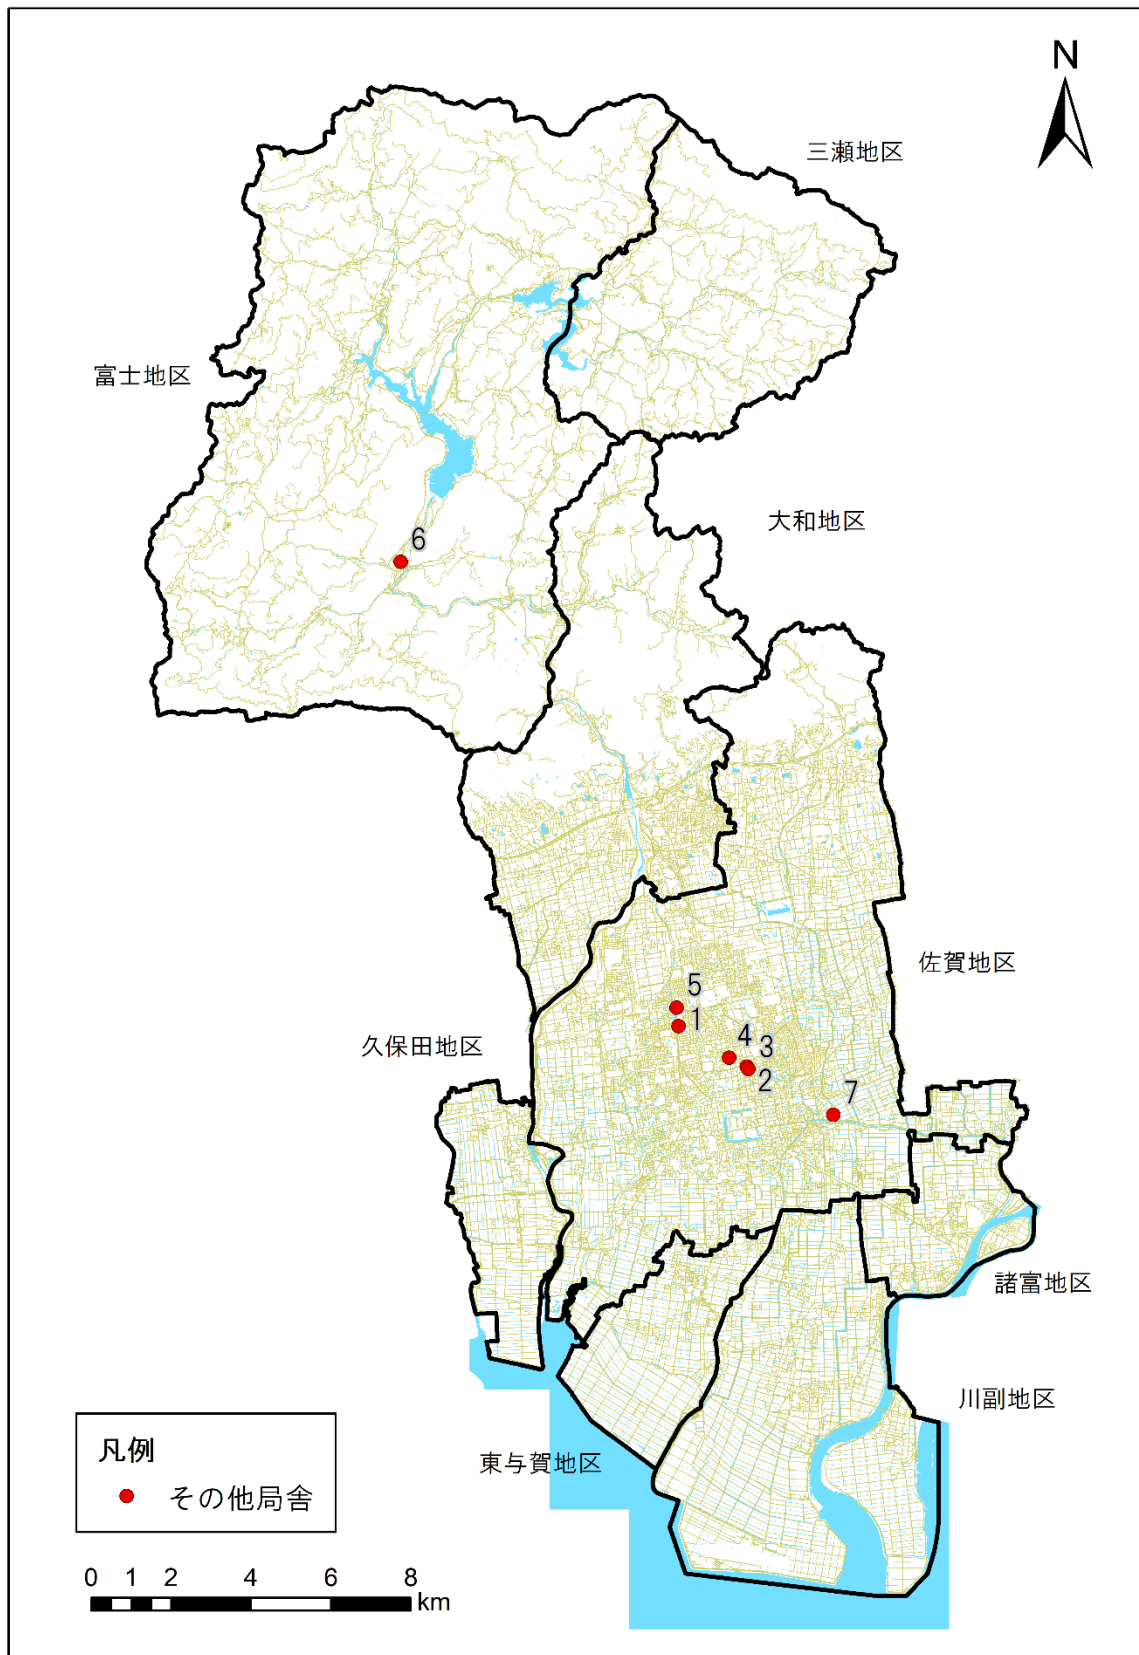 N
三瀬地区
富士地区
大和地区
6
佐賀地区
5
1
久保田地区
4
3
2
7
諸富地区
川副地区
東与賀地区
凡例
その他局舎
0 1 2 4 6 8
km